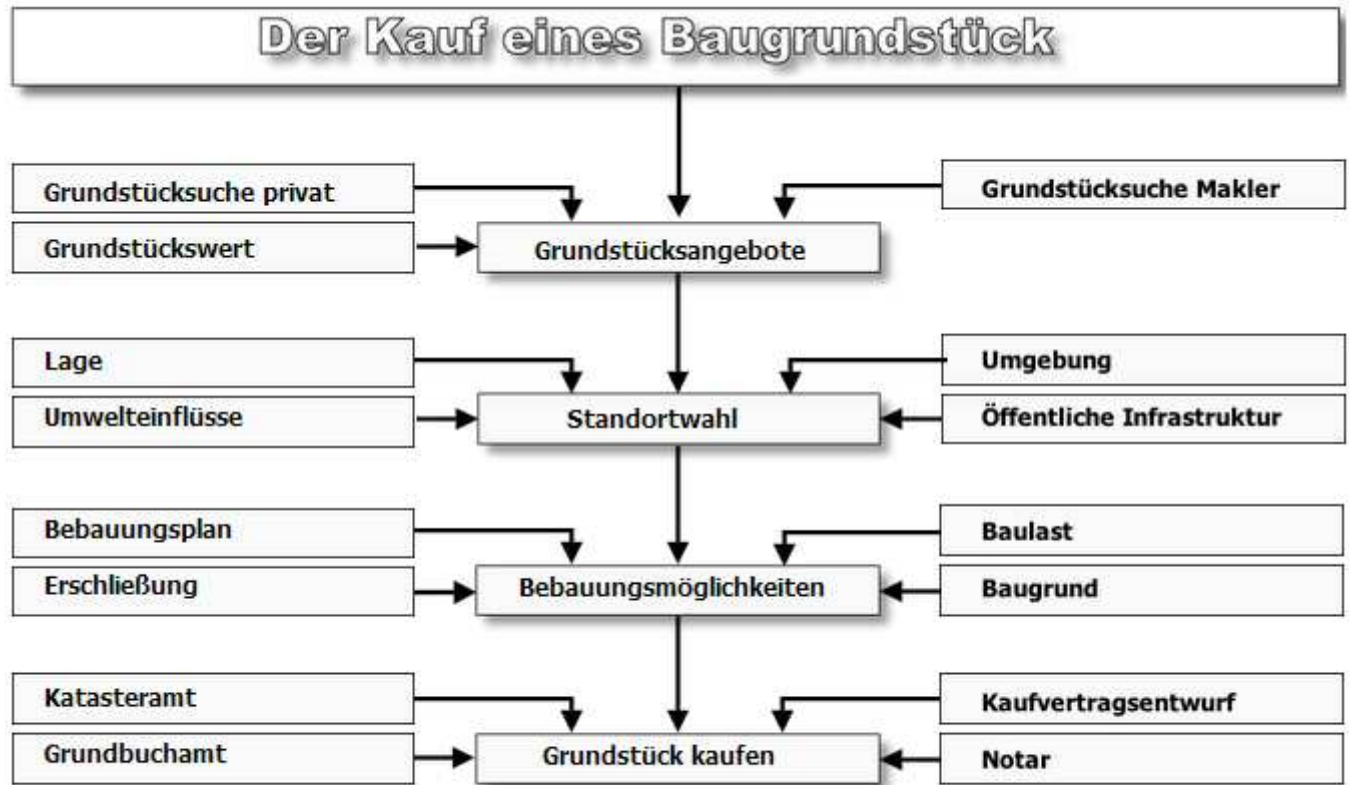 Der Kauf eines Baugrundstück
Grundstücksuche privat
Grundstücksuche Makler
Grundstückswert
Grundstücksangebote
Lage
Umgebung
Umwelteinflüsse
Standortwahl
Öffentliche Infrastruktur
Bebauungsplan
Baulast
Erschließung
Bebauungsmöglichkeiten
Baugrund
Katasteramt
Kaufvertragsentwurf
Grundbuchamt
Grundstück kaufen
Notar